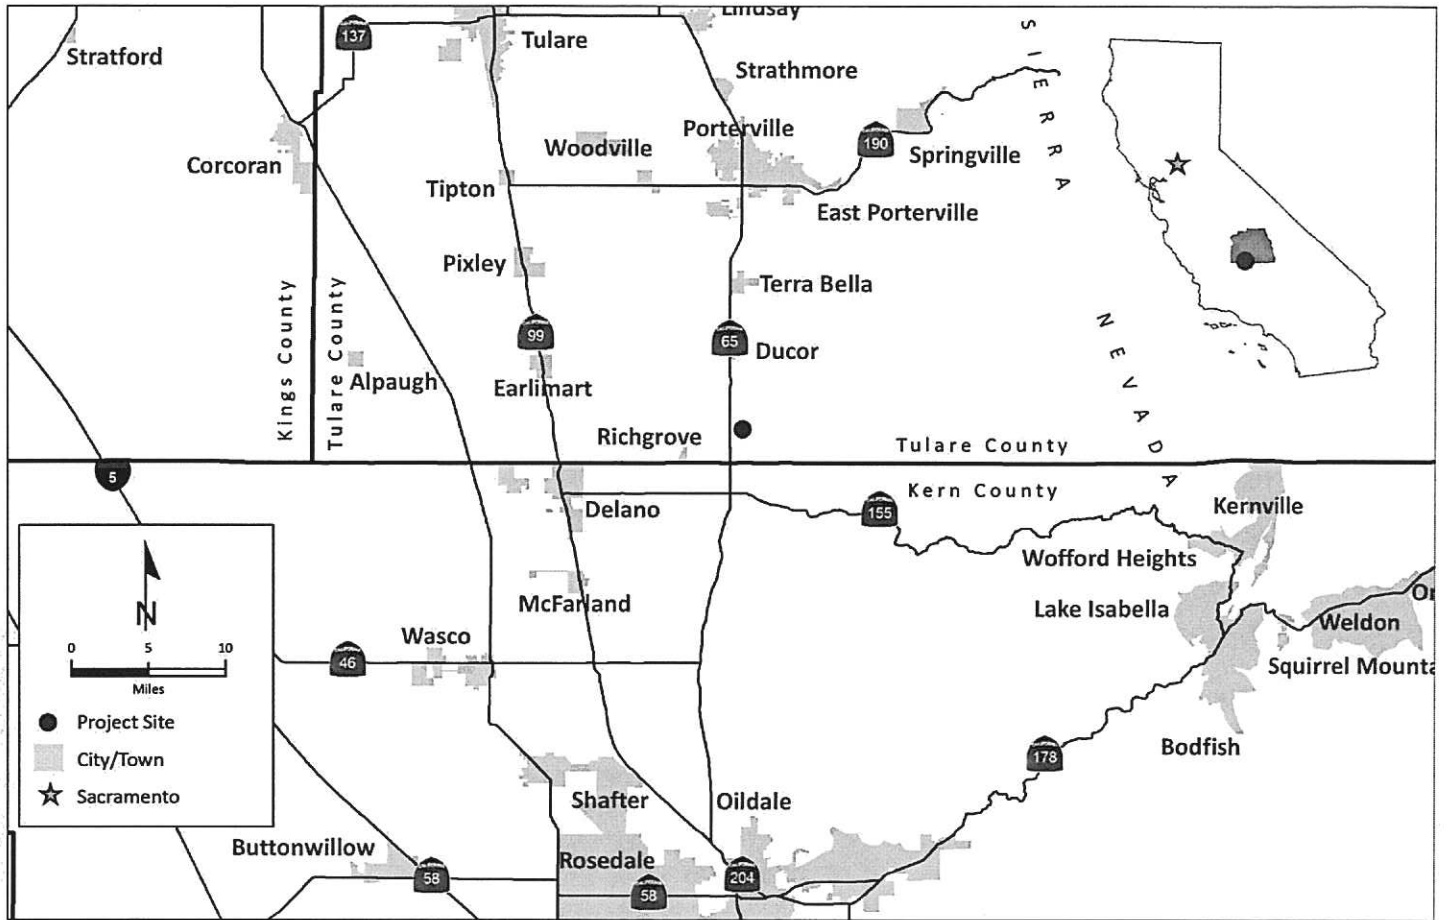 Lindsay
137
Tulare
Stratford
Strathmore
Porterville
190
Woodville
Springville
Corcoran
Tipton
East Porterville
SIERRA NEVADA
Pixley
Terra Bella
Kings County
Tulare County
99
65
Ducor
Alpaugh
Earlimart
Richgrove
Tulare County
5
Kern County
Kernville
Delano
155
Wofford Heights
McFarland
Lake Isabella
Weldon
N
Wasco
0 5 10
46
Squirrel Mounta
Miles
Project Site
Bodfish
City/Town
178
Sacramento
Shafter
Oildale
Buttonwillow
Rosedale
58
204
58